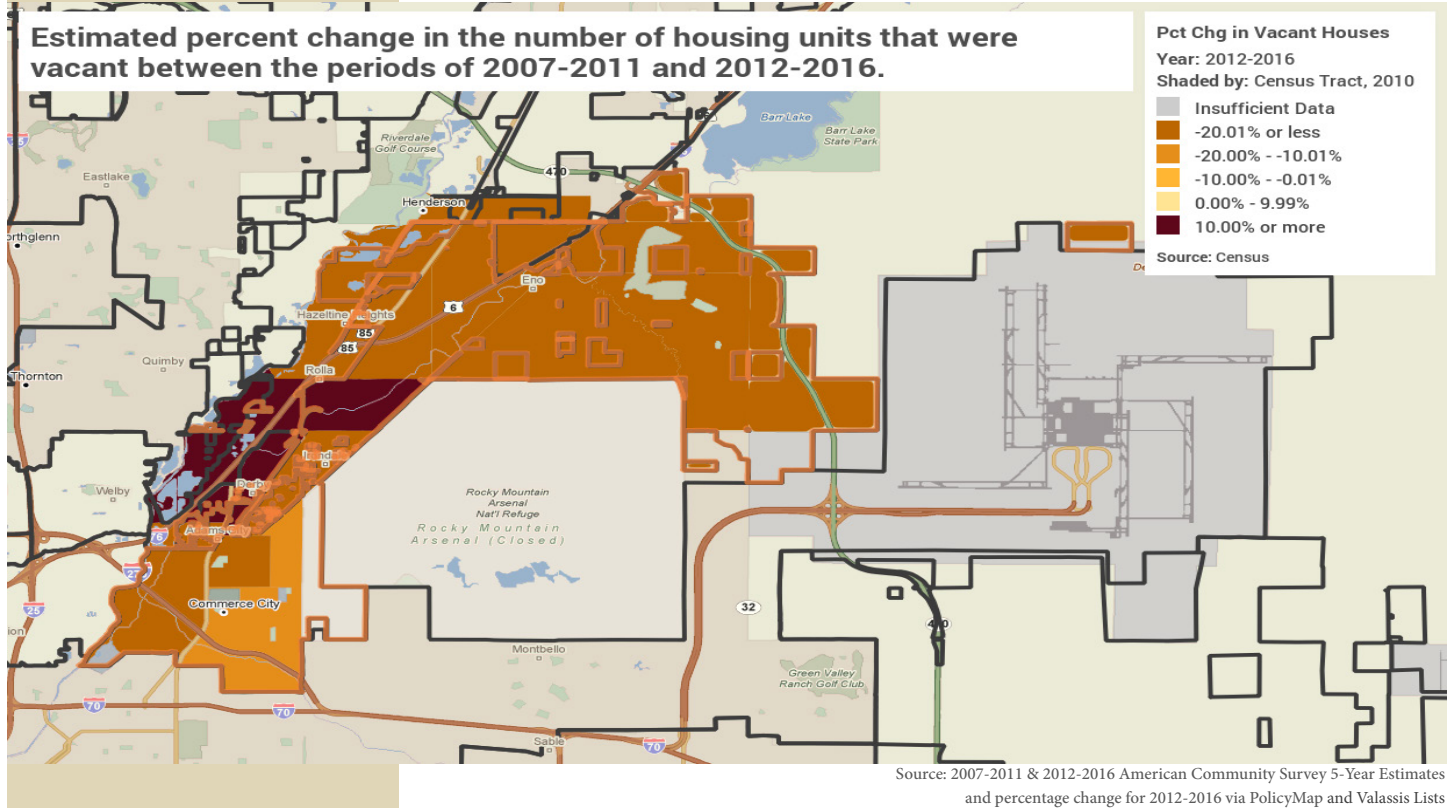 Estimated percent change in the number of housing units that were
vacant between the periods of 2007-2011 and 2012-2016.
Pct Chg in Vacant Houses
Year: 2012-2016
Shaded by: Census Tract, 2010
Insufficient Data
-20.01% or less
-20.00% - -10.01%
-10.00% - -0.01%
0.00% - 9.99%
10.00% or more
Source: Census
Barr Lake
Barr Lake
State Park
Riverdale
Golf Course
470
Eastlake
Henderson
orthglenn
De
Eno
6
Hazeltine Heights
85
85
Quimby
Rolla
Thornton
Irondale
Derby
Welby
Rocky Mountain
Arsenal
Nat'l Refuge
Rocky Mountain
Arsenal (Closed)
Adams City
76
25
Commerce City
32
470
ion
Montbello
Green Valley
Ranch Golf Club
70
70
Sable
70
Source: 2007-2011 & 2012-2016 American Community Survey 5-Year Estimates
and percentage change for 2012-2016 via PolicyMap and Valassis Lists